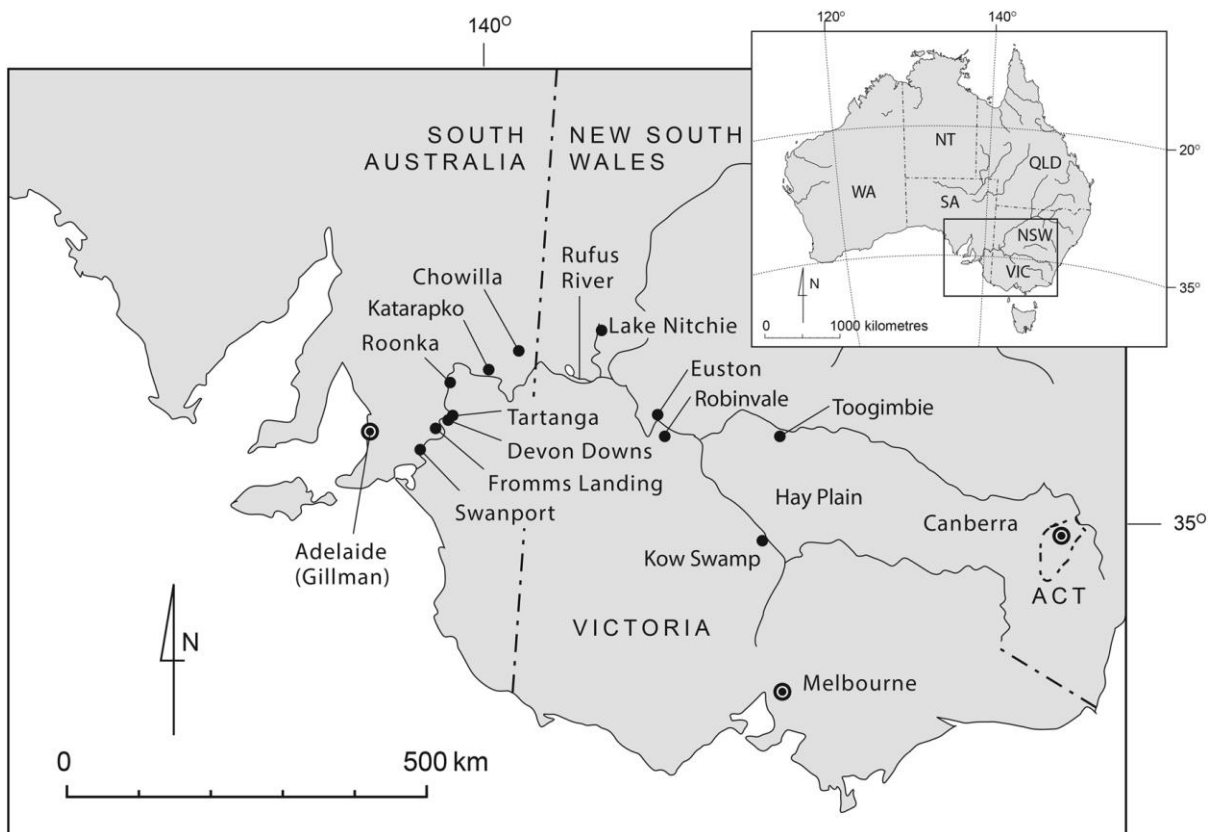 140°
120°
140°
20°
35°
NT
QLD
WA
SA
NSW
VIC
N
0
1000 kilometres
SOUTH
AUSTRALIA
NEW SOUTH
WALES
Rufus
River
Chowilla
Katarapko
Roonka
Lake Nitchie
Euston
Robinvale
Toogimbie
Tartanga
Devon Downs
Fromms Landing
Swanport
Hay Plain
Canberra
35°
Adelaide
(Gillman)
Kow Swamp
ACT
N
VICTORIA
Melbourne
0
500 km